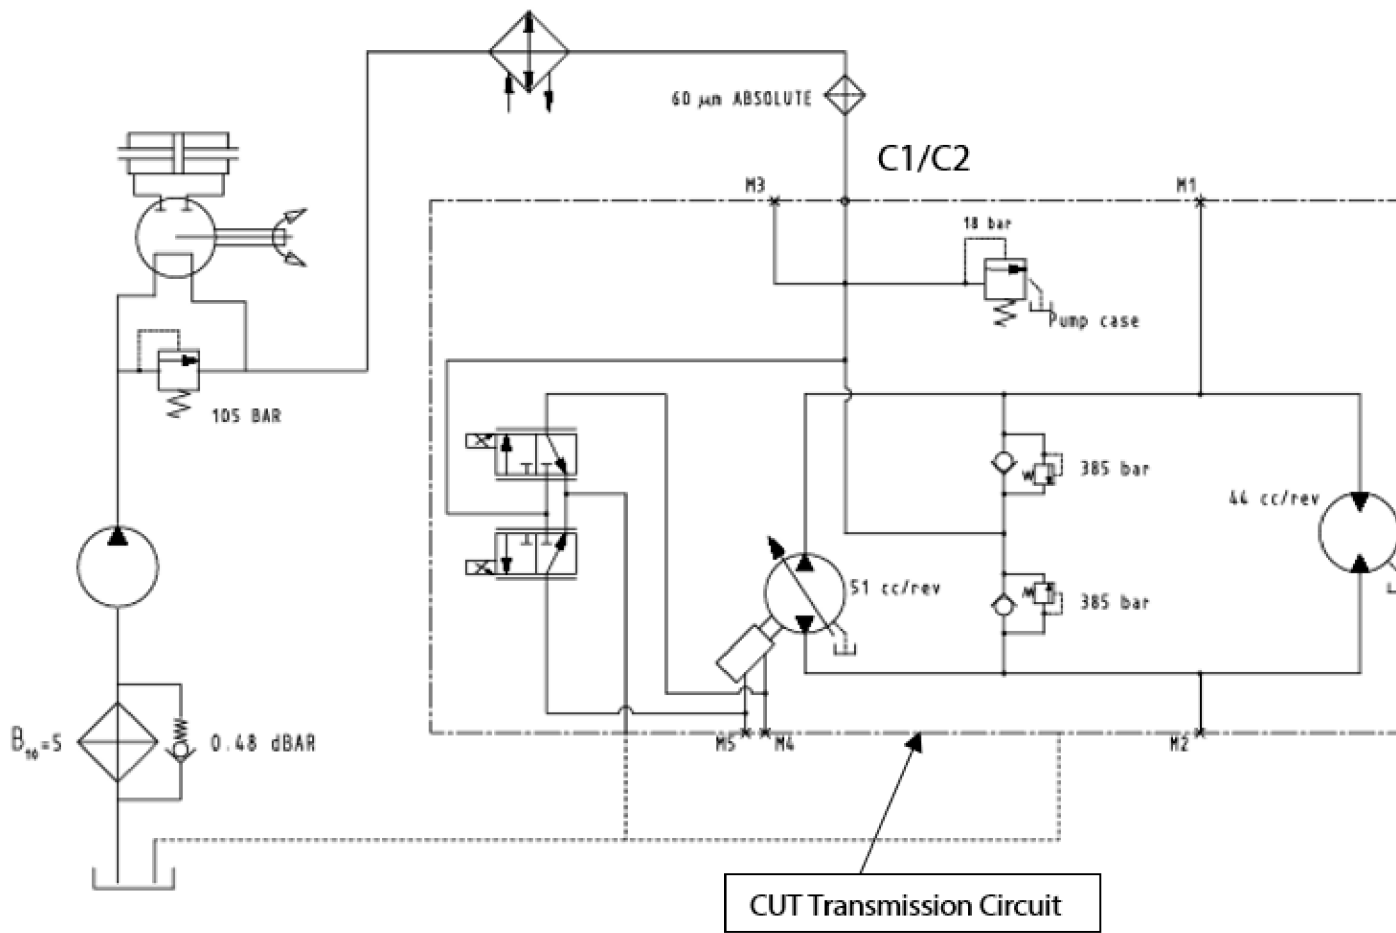 60 μm ABSOLUTE
C1/C2
M3
M1
18 bar
Pump case
105 BAR
385 bar
44 cc/rev
51 cc/rev
385 bar
B₁₀=5
0.48 dBAR
M5
M4
M2
CUT Transmission Circuit